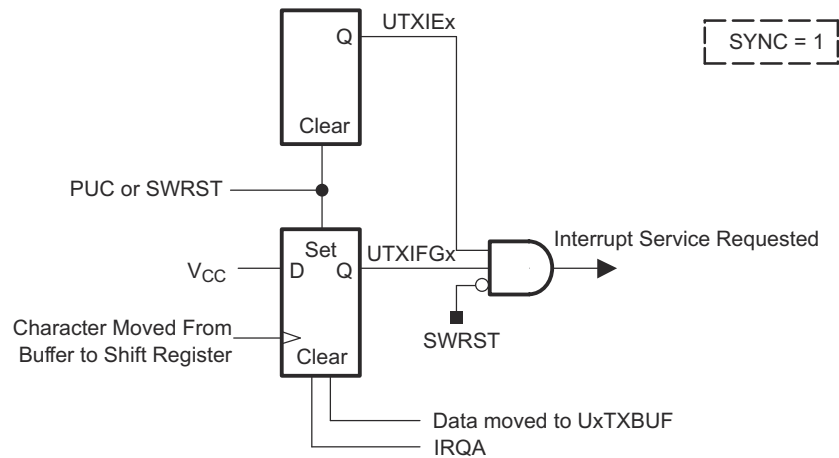 UTXIEx
SYNC = 1
Q
Clear
PUC or SWRST
Set
UTXIFGx
Interrupt Service Requested
VCC
D
Q
Character Moved From
Buffer to Shift Register
SWRST
Clear
Data moved to UxTXBUF
IRQA